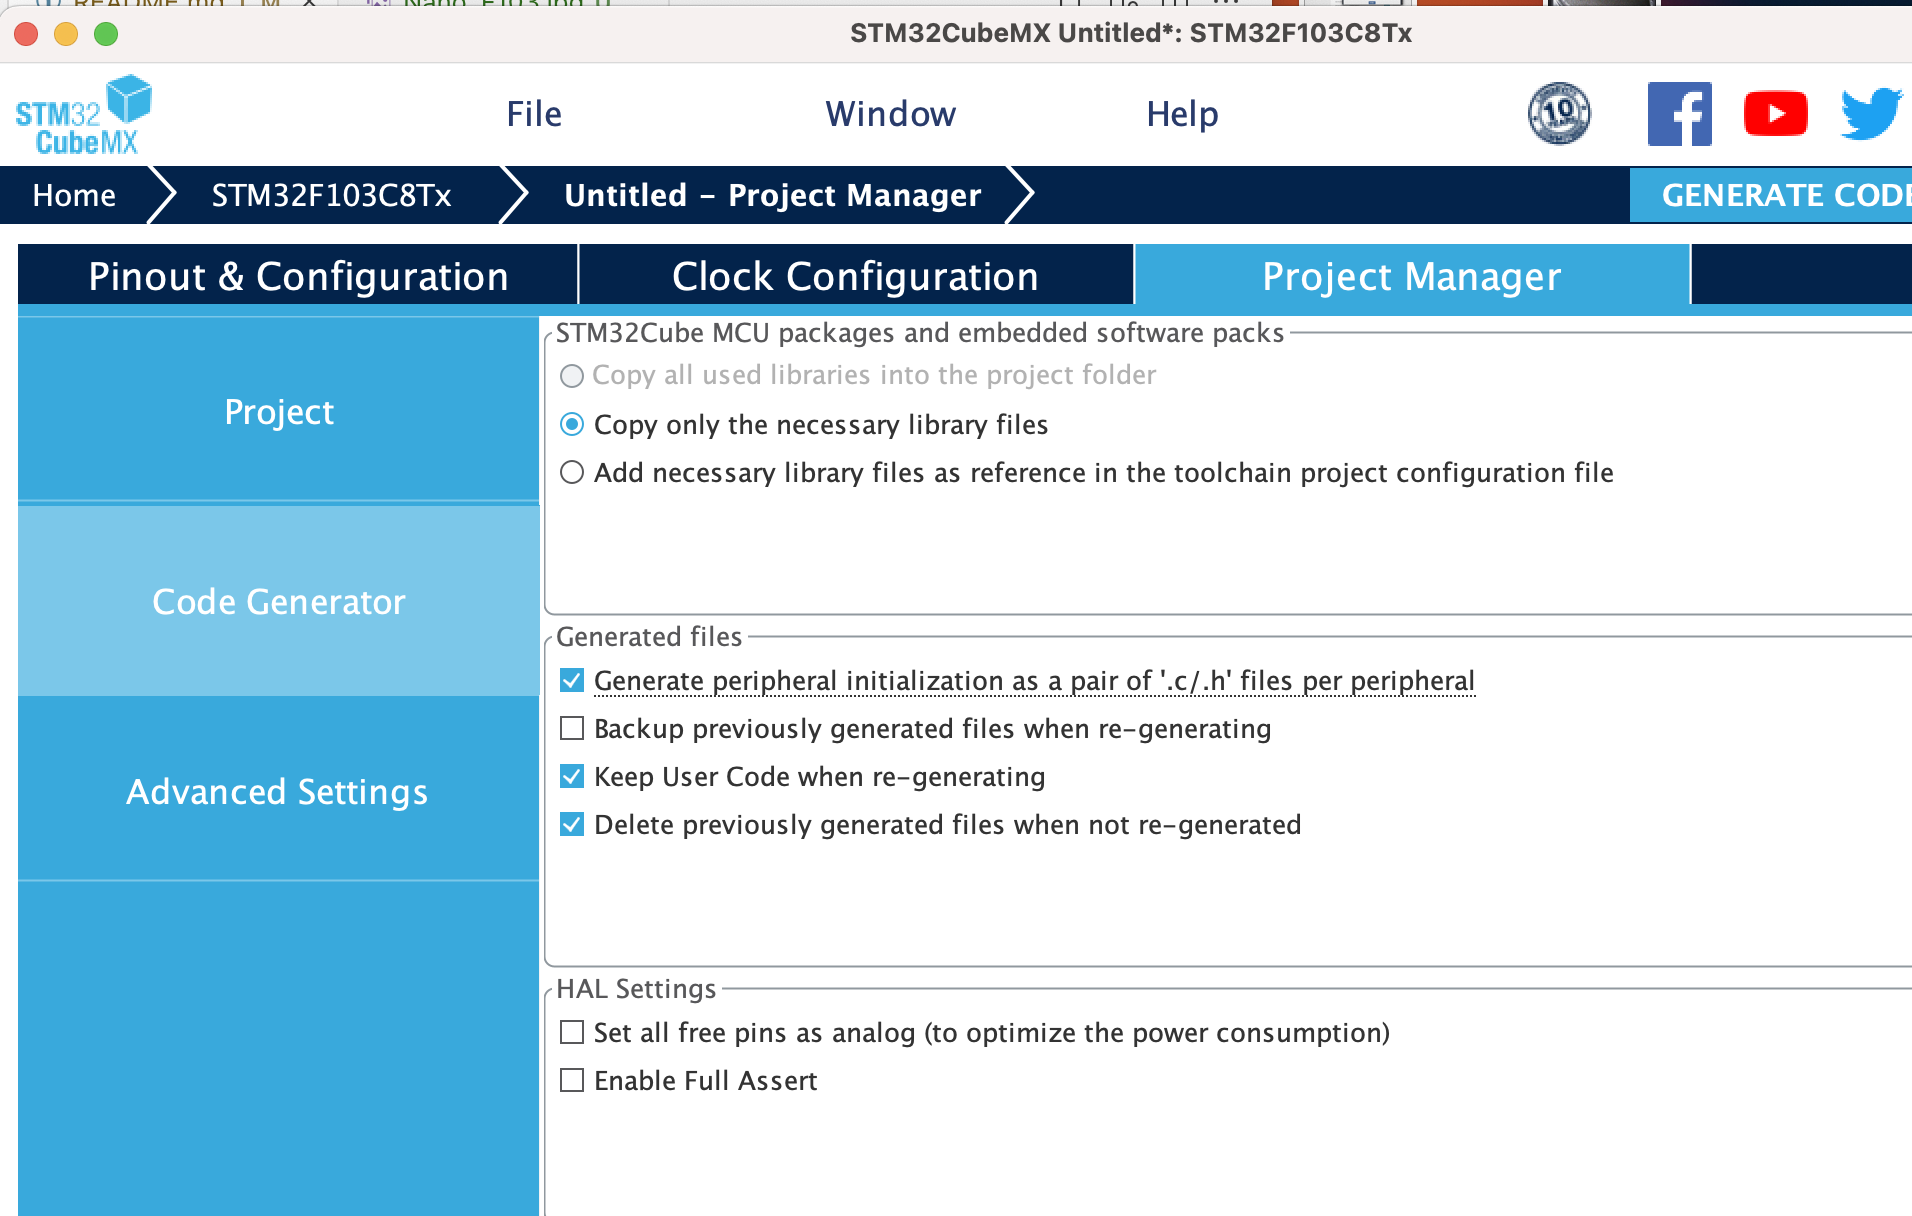 STM32CubeMX Untitled*: STM32F103C8Tx
STM32
CubeMX
File
Window
Help
10
Home
STM32F103C8Tx
Untitled – Project Manager
GENERATE CODE
Pinout & Configuration
Clock Configuration
Project Manager
Project
Code Generator
Advanced Settings
STM32Cube MCU packages and embedded software packs
Copy all used libraries into the project folder
Copy only the necessary library files
Add necessary library files as reference in the toolchain project configuration file
Generated files
Generate peripheral initialization as a pair of '.c/.h' files per peripheral
Backup previously generated files when re-generating
Keep User Code when re-generating
Delete previously generated files when not re-generated
HAL Settings
Set all free pins as analog (to optimize the power consumption)
Enable Full Assert